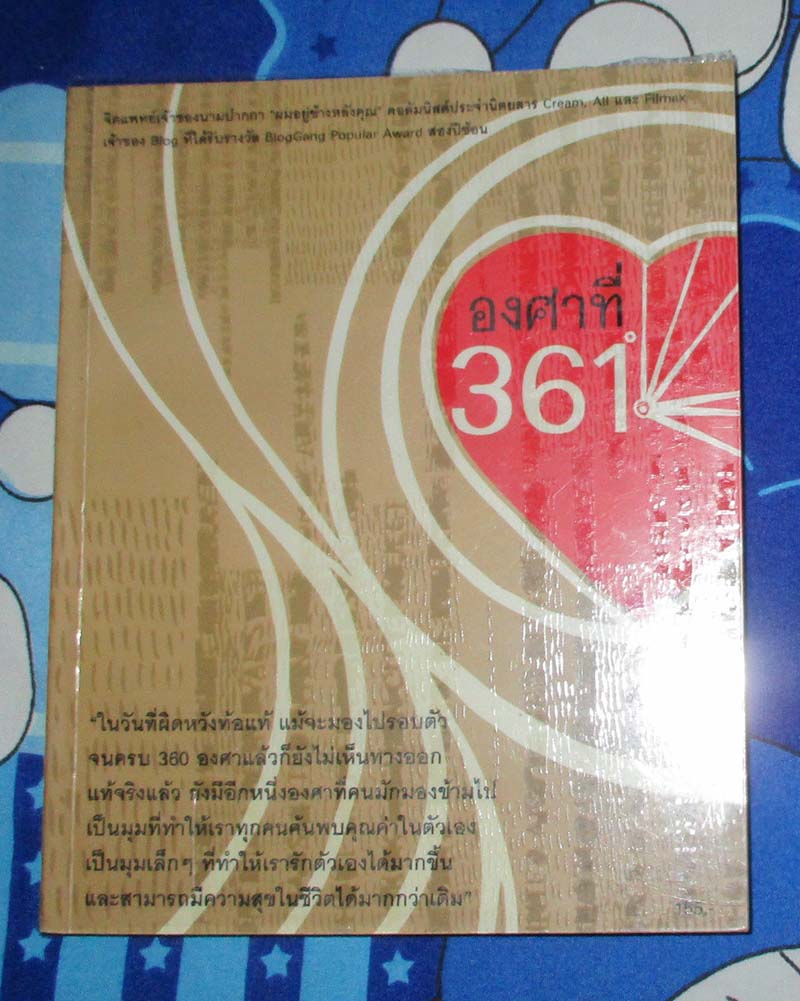 จิตแพทย์เจ้าของนามปากกา "ผมอยู่ข้างหลังคุณ" คอลัมนิสต์ประจำนิตยสาร Cream, All และ Filmax
เจ้าของ Blog ที่ได้รับรางวัล BlogGang Popular Award สองปีซ้อน
องศาที่
361°
"ในวันที่ผิดหวังท้อแท้ แม้จะมองไปรอบตัว
จนครบ 360 องศาแล้วก็ยังไม่เห็นทางออก
แท้จริงแล้ว ยังมีอีกหนึ่งองศาที่คนมักมองข้ามไป
เป็นมุมที่ทำให้เราทุกคนค้นพบคุณค่าในตัวเอง
เป็นมุมเล็กๆ ที่ทำให้เรารักตัวเองได้มากขึ้น
และสามารถมีความสุขในชีวิตได้มากกว่าเดิม"